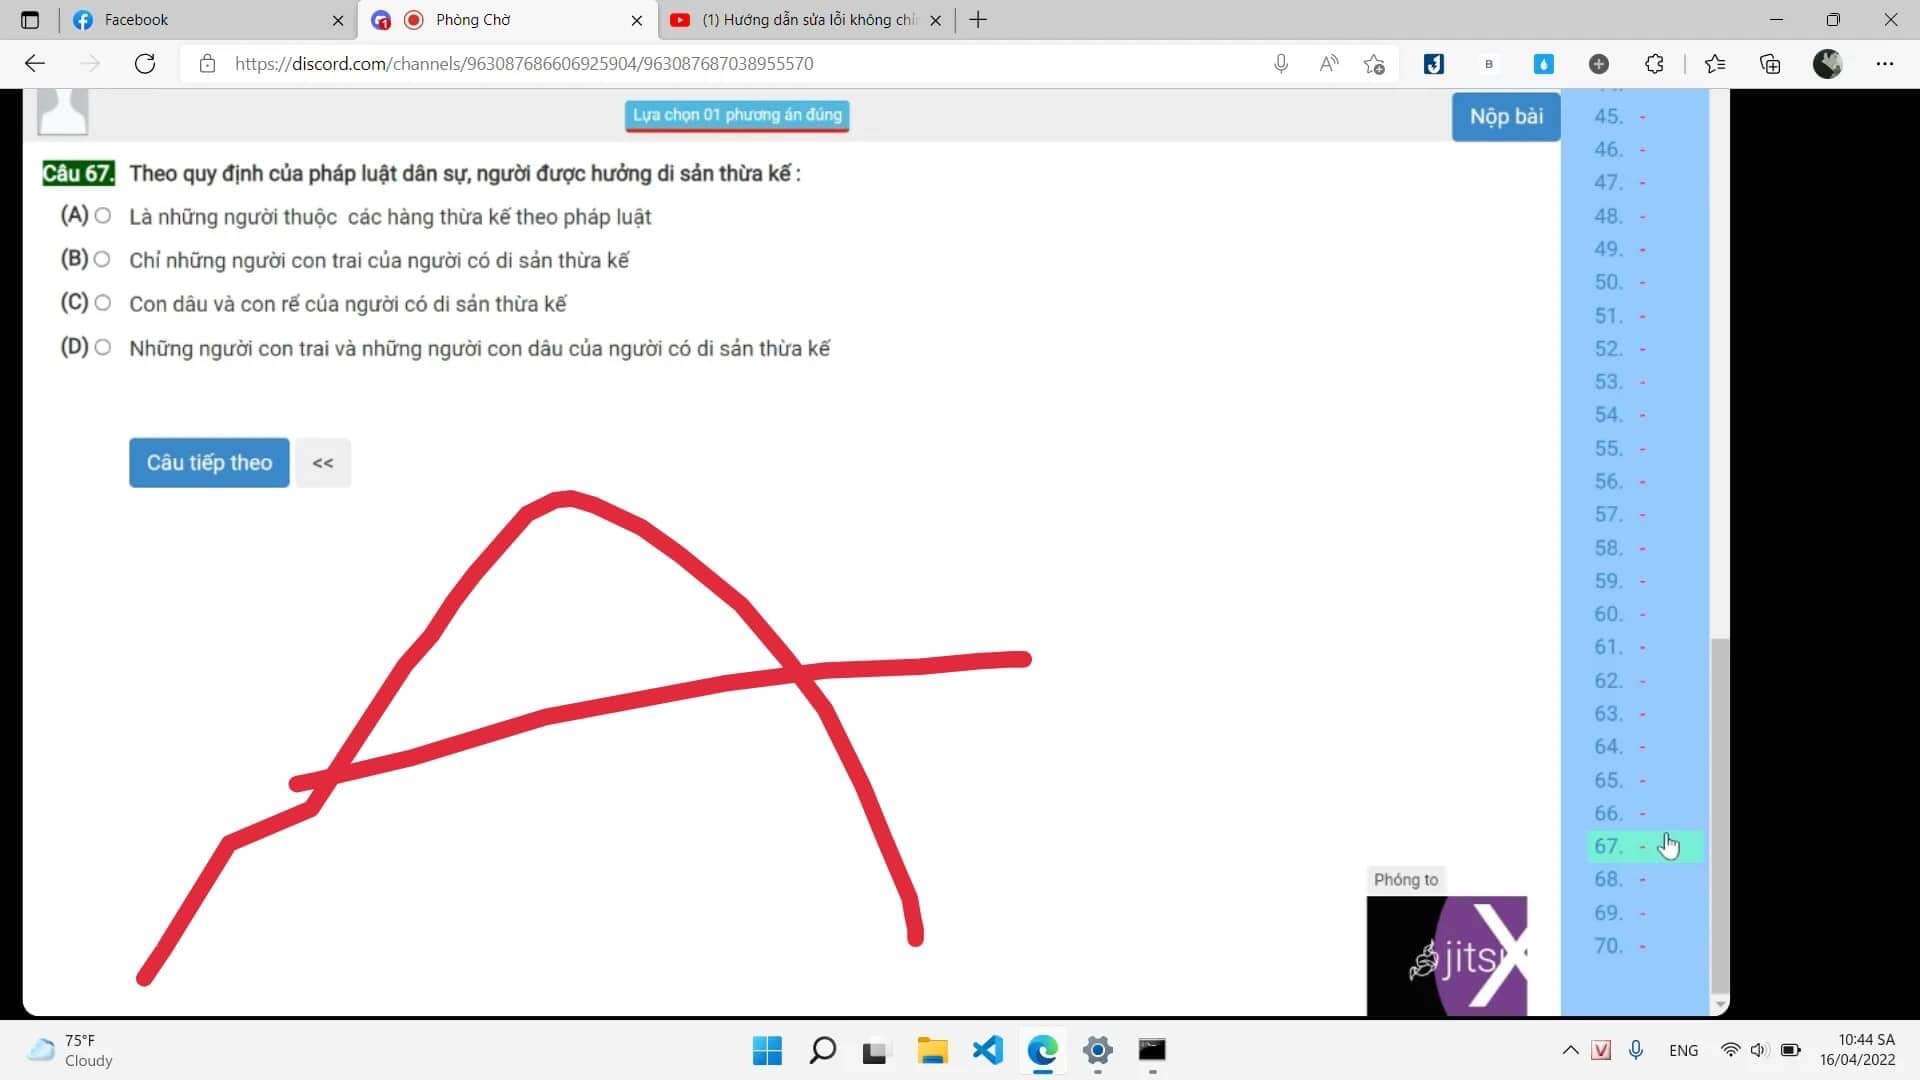 Facebook
1
Phòng Chờ
(1) Hướng dẫn sửa lỗi không chỉ
https://discord.com/channels/963087686606925904/963087687038955570
B
Lựa chọn 01 phương án đúng
Nộp bài
Câu 67. Theo quy định của pháp luật dân sự, người được hưởng di sản thừa kế :
(A) Là những người thuộc các hàng thừa kế theo pháp luật
(B) Chỉ những người con trai của người có di sản thừa kế
(C) Con dâu và con rể của người có di sản thừa kế
(D) Những người con trai và những người con dâu của người có di sản thừa kế
Câu tiếp theo <<
A
45. -
46. -
47. -
48. -
49. -
50. -
51. -
52. -
53. -
54. -
55. -
56. -
57. -
58. -
59. -
60. -
61. -
62. -
63. -
64. -
65. -
66. -
67. -
68. -
69. -
70. -
Phóng to
jitsi
X
75°F
Cloudy
V
ENG
10:44 SA
16/04/2022